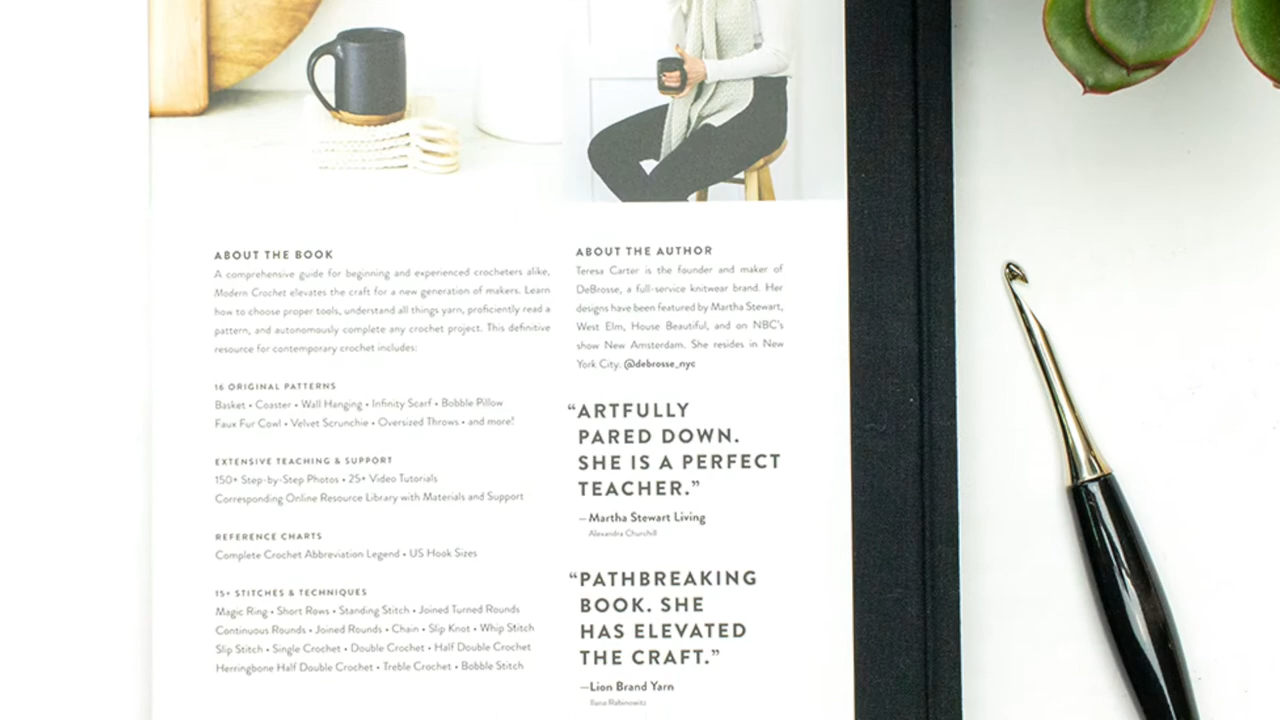 ABOUT THE BOOK
A comprehensive guide for beginning and experienced crocheters alike,
Modern Crochet elevates the craft for a new generation of makers. Learn
how to choose proper tools, understand all things yarn, proficiently read a
pattern, and autonomously complete any crochet project. This definitive
resource for contemporary crochet includes:
16 ORIGINAL PATTERNS
Basket • Coaster • Wall Hanging • Infinity Scarf • Bobble Pillow
Faux Fur Cowl • Velvet Scrunchie • Oversized Throws • and more!
EXTENSIVE TEACHING & SUPPORT
150+ Step-by-Step Photos • 25+ Video Tutorials
Corresponding Online Resource Library with Materials and Support
REFERENCE CHARTS
Complete Crochet Abbreviation Legend • US Hook Sizes
15+ STITCHES & TECHNIQUES
Magic Ring • Short Rows • Standing Stitch • Joined Turned Rounds
Continuous Rounds • Joined Rounds • Chain • Slip Knot • Whip Stitch
Slip Stitch • Single Crochet • Double Crochet • Half Double Crochet
Herringbone Half Double Crochet • Treble Crochet • Bobble Stitch
ABOUT THE AUTHOR
Teresa Carter is the founder and maker of
DeBrosse, a full-service knitwear brand. Her
designs have been featured by Martha Stewart,
West Elm, House Beautiful, and on NBC's
show New Amsterdam. She resides in New
York City. @debrosse_nyc
“ARTFULLY
PARED DOWN.
SHE IS A PERFECT
TEACHER.”
—Martha Stewart Living
Alexandra Churchill
“PATHBREAKING
BOOK. SHE
HAS ELEVATED
THE CRAFT.”
—Lion Brand Yarn
Ilana Rabinowitz